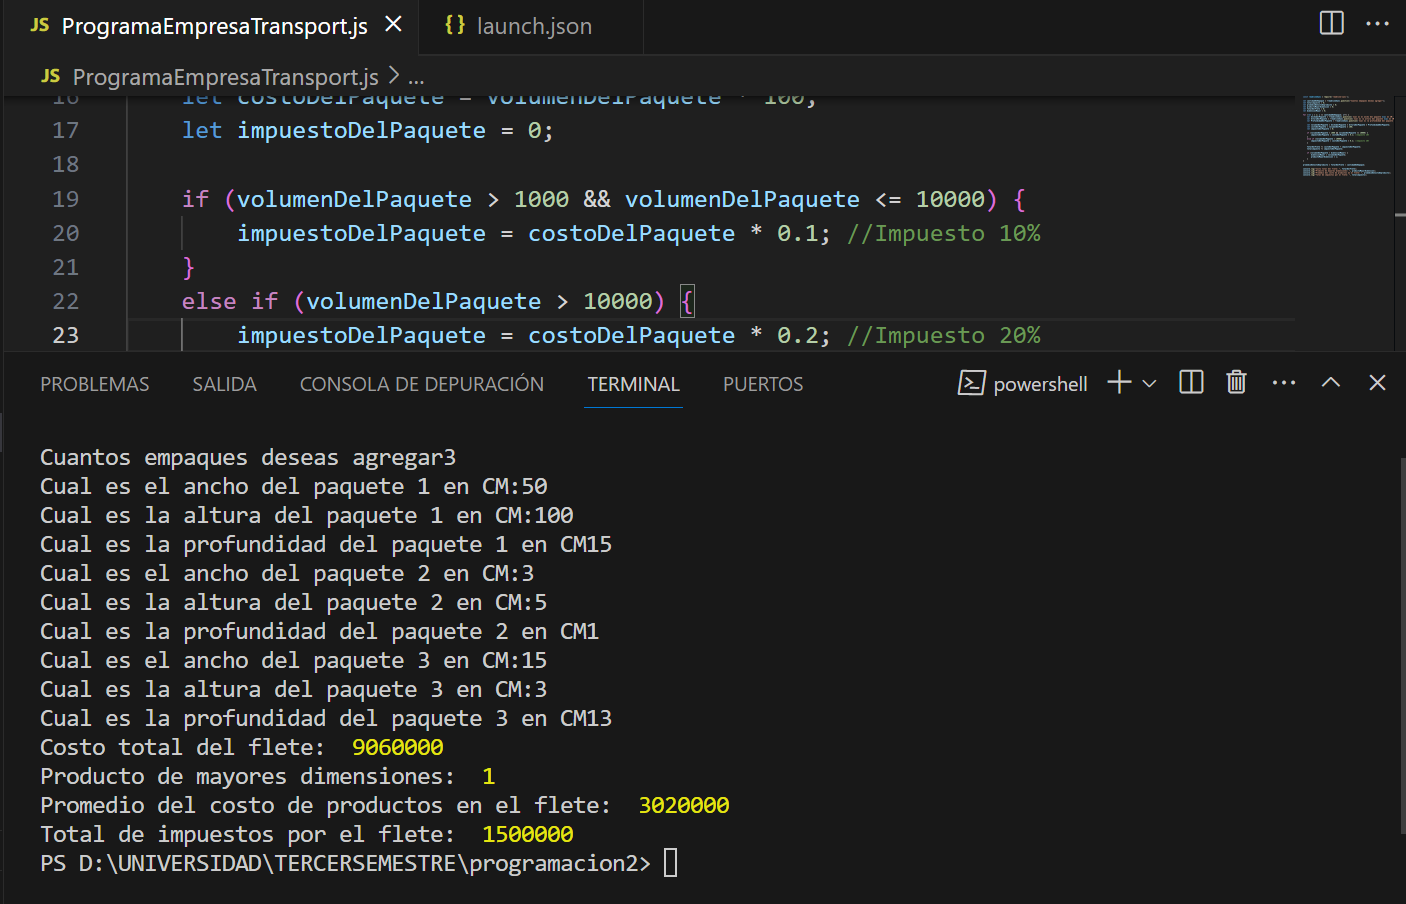 JS ProgramaEmpresaTransport.js
{} launch.json
JS ProgramaEmpresaTransport.js > ...
16 let costoDelPaquete = volumenDelPaquete * 100;
17 let impuestoDelPaquete = 0;
18
19 if (volumenDelPaquete > 1000 && volumenDelPaquete <= 10000) {
20 impuestoDelPaquete = costoDelPaquete * 0.1; //Impuesto 10%
21 }
22 else if (volumenDelPaquete > 10000) {
23 impuestoDelPaquete = costoDelPaquete * 0.2; //Impuesto 20%
PROBLEMAS SALIDA CONSOLA DE DEPURACIÓN TERMINAL PUERTOS powershell
Cuantos empaques deseas agregar3
Cual es el ancho del paquete 1 en CM:50
Cual es la altura del paquete 1 en CM:100
Cual es la profundidad del paquete 1 en CM15
Cual es el ancho del paquete 2 en CM:3
Cual es la altura del paquete 2 en CM:5
Cual es la profundidad del paquete 2 en CM1
Cual es el ancho del paquete 3 en CM:15
Cual es la altura del paquete 3 en CM:3
Cual es la profundidad del paquete 3 en CM13
Costo total del flete: 9060000
Producto de mayores dimensiones: 1
Promedio del costo de productos en el flete: 3020000
Total de impuestos por el flete: 1500000
PS D:\UNIVERSIDAD\TERCERSEMESTRE\programacion2>